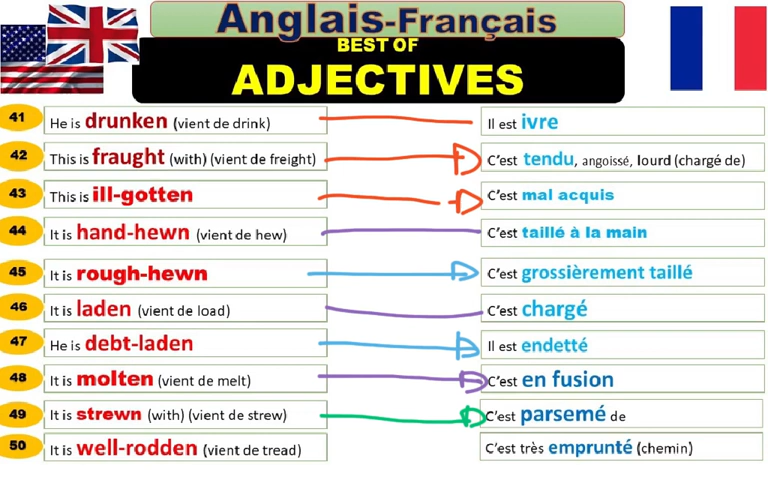 Anglais-Français
BEST OF
ADJECTIVES
41 He is drunken (vient de drink) Il est ivre
42 This is fraught (with) (vient de freight) C'est tendu, angoissé, lourd (chargé de)
43 This is ill-gotten C'est mal acquis
44 It is hand-hewn (vient de hew) C'est taillé à la main
45 It is rough-hewn C'est grossièrement taillé
46 It is laden (vient de load) C'est chargé
47 He is debt-laden Il est endetté
48 It is molten (vient de melt) C'est en fusion
49 It is strewn (with) (vient de strew) C'est parsemé de
50 It is well-rodden (vient de tread) C'est très emprunté (chemin)